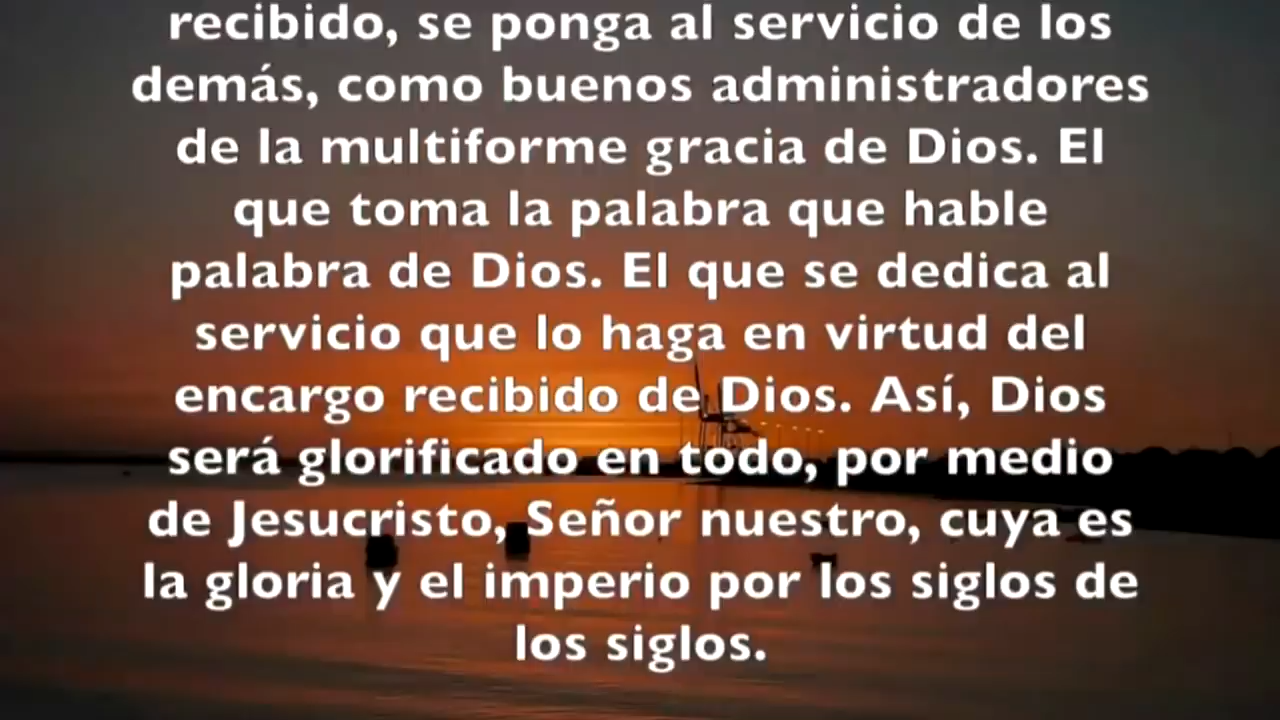 recibido, se ponga al servicio de los
demás, como buenos administradores
de la multiforme gracia de Dios. El
que toma la palabra que hable
palabra de Dios. El que se dedica al
servicio que lo haga en virtud del
encargo recibido de Dios. Así, Dios
será glorificado en todo, por medio
de Jesucristo, Señor nuestro, cuya es
la gloria y el imperio por los siglos de
los siglos.